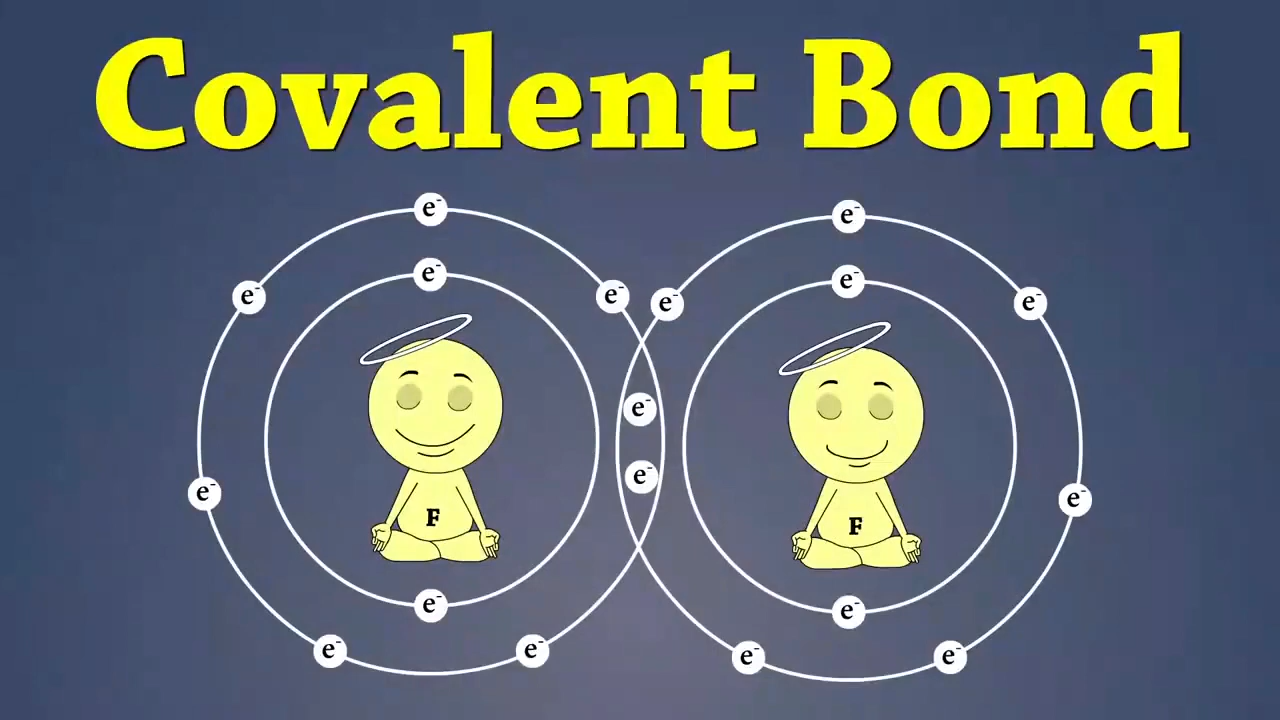 Covalent Bond
e⁻ e⁻
e⁻ e⁻
e⁻ e⁻ e⁻ e⁻
e⁻
e⁻ e⁻ e⁻
F F
e⁻ e⁻
e⁻ e⁻ e⁻ e⁻